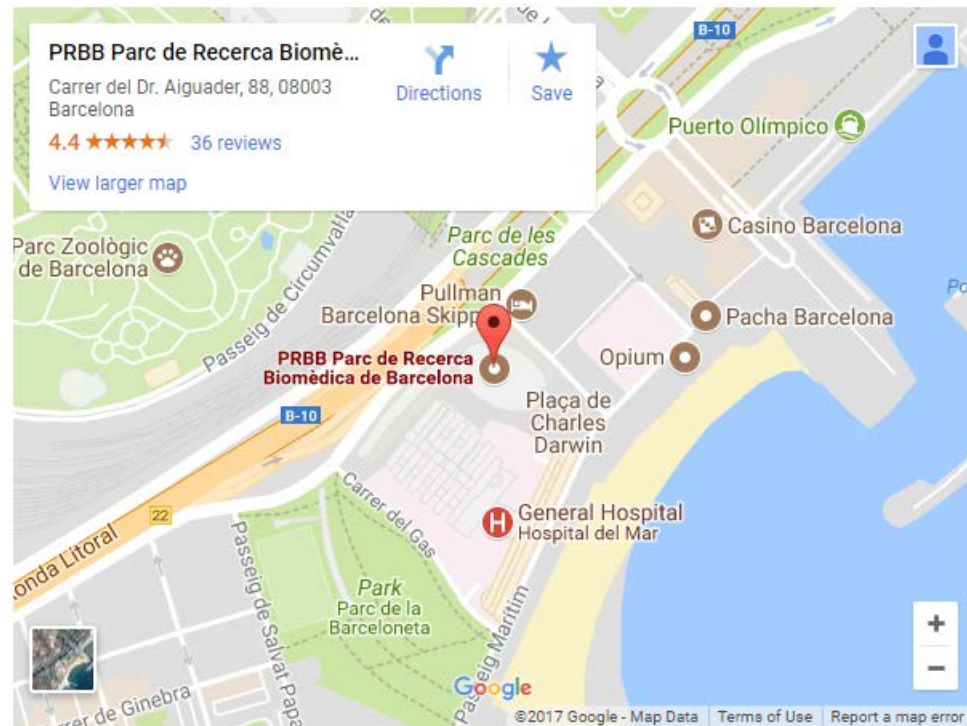 PRBB Parc de Recerca Biomè...
Carrer del Dr. Aiguader, 88, 08003
Barcelona
4.4
36 reviews
View larger map
Directions
Save
B-10
Puerto Olímpico
Casino Barcelona
Parc Zoològic
de Barcelona
Passeig de Circumval·la
Parc de les
Cascades
Pullman
Barcelona Skipp
Pacha Barcelona
PRBB Parc de Recerca
Biomèdica de Barcelona
Opium
Plaça de
Charles
Darwin
B-10
Carrer del Gas
General Hospital
Hospital del Mar
H
22
Ronda Litoral
Passeig de Salvat Papa
Park
Parc de la
Barceloneta
Passeig Marítim
rer de Ginebra
Google
+
−
©2017 Google - Map Data
Terms of Use
Report a map error